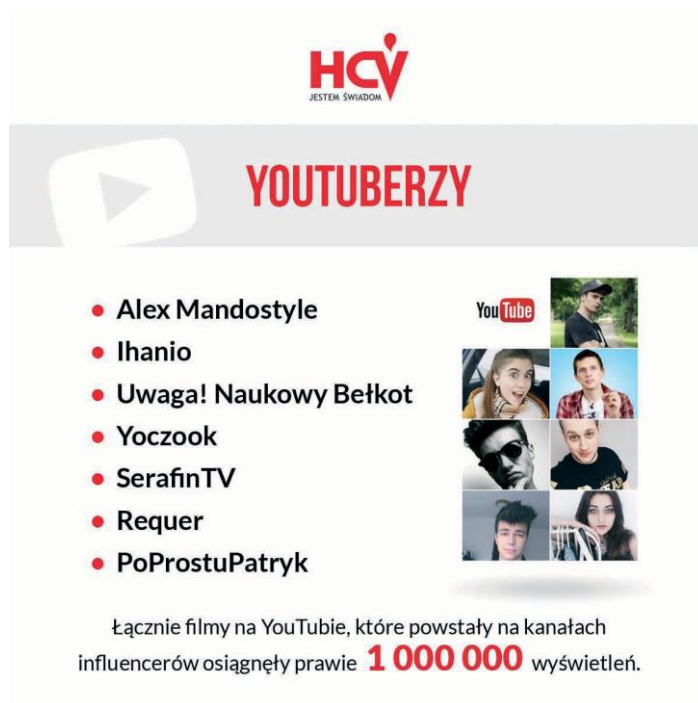 HCV
JESTEM ŚWIADOM
YOUTUBERZY
Alex Mandostyle
Ihanio
Uwaga! Naukowy Bełkot
Yoczook
SerafinTV
Requer
PoProstuPatryk
YouTube
Łącznie filmy na YouTubie, które powstały na kanałach
influencerów osiągnęły prawie 1 000 000 wyświetleń.